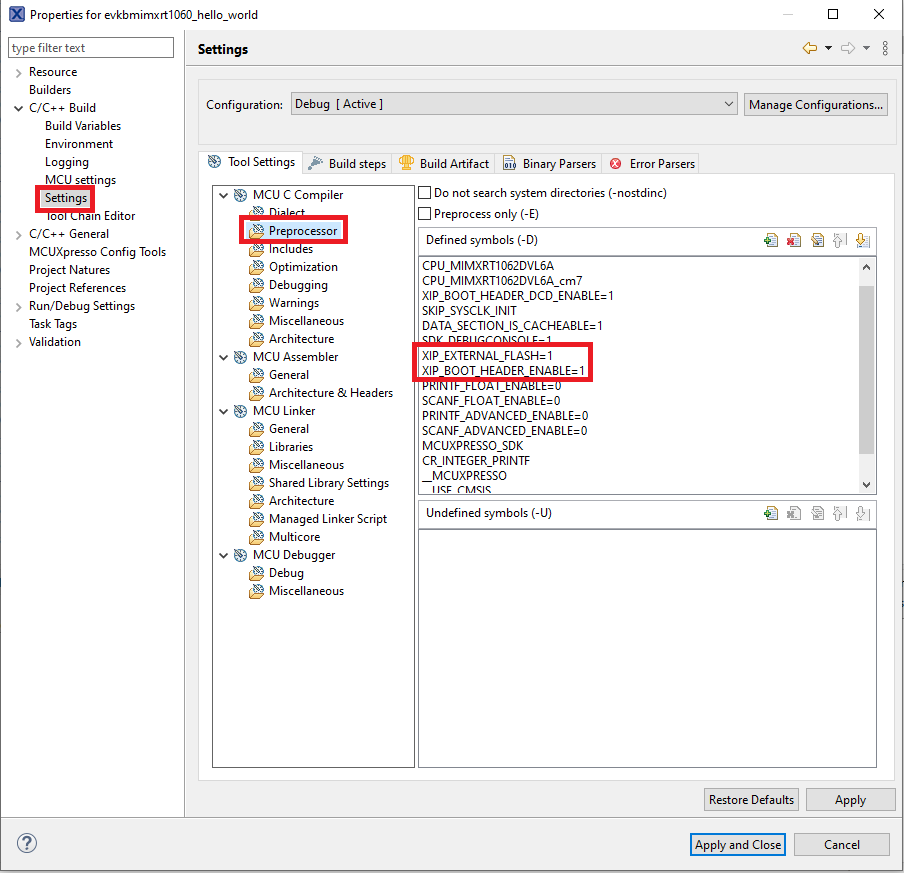 Properties for evkbmimxrt1060_hello_world
type filter text
Resource
Builders
C/C++ Build
Build Variables
Environment
Logging
MCU settings
Settings
Tool Chain Editor
C/C++ General
MCUXpresso Config Tools
Project Natures
Project References
Run/Debug Settings
Task Tags
Validation
Settings
Configuration: Debug [ Active ] Manage Configurations...
Tool Settings Build steps Build Artifact Binary Parsers Error Parsers
MCU C Compiler
Dialect
Preprocessor
Includes
Optimization
Debugging
Warnings
Miscellaneous
Architecture
MCU Assembler
General
Architecture & Headers
MCU Linker
General
Libraries
Miscellaneous
Shared Library Settings
Architecture
Managed Linker Script
Multicore
MCU Debugger
Debug
Miscellaneous
Do not search system directories (-nostdinc)
Preprocess only (-E)
Defined symbols (-D)
CPU_MIMXRT1062DVL6A
CPU_MIMXRT1062DVL6A_cm7
XIP_BOOT_HEADER_DCD_ENABLE=1
SKIP_SYSCLK_INIT
DATA_SECTION_IS_CACHEABLE=1
SDK_DEBUGCONSOLE=1
XIP_EXTERNAL_FLASH=1
XIP_BOOT_HEADER_ENABLE=1
PRINTF_FLOAT_ENABLE=0
SCANF_FLOAT_ENABLE=0
PRINTF_ADVANCED_ENABLE=0
SCANF_ADVANCED_ENABLE=0
MCUXPRESSO_SDK
CR_INTEGER_PRINTF
__MCUXPRESSO
__USE_CMSIS
Undefined symbols (-U)
Restore Defaults Apply
Apply and Close Cancel